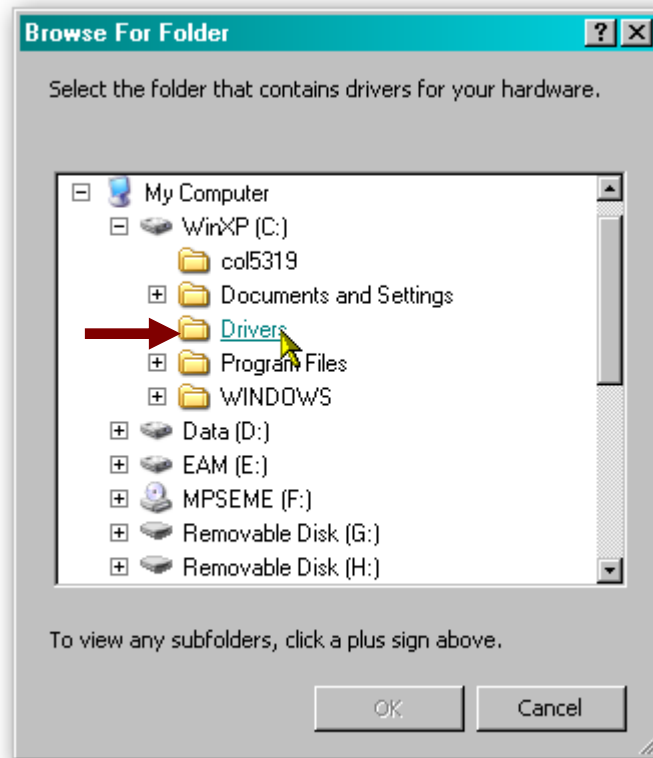 Browse For Folder
Select the folder that contains drivers for your hardware.
My Computer
WinXP (C:)
col5319
Documents and Settings
Drivers
Program Files
WINDOWS
Data (D:)
EAM (E:)
MPSEME (F:)
Removable Disk (G:)
Removable Disk (H:)
To view any subfolders, click a plus sign above.
OK Cancel